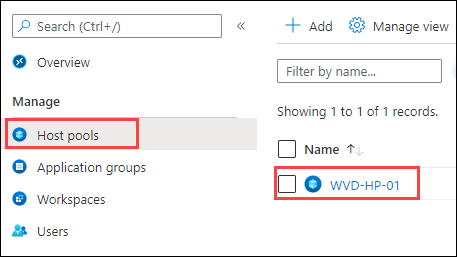 Search (Ctrl+/)
«
Overview
Manage
Host pools
Application groups
Workspaces
Users
+ Add
Manage view
Filter by name...
Showing 1 to 1 of 1 records.
Name ↑↓
WVD-HP-01